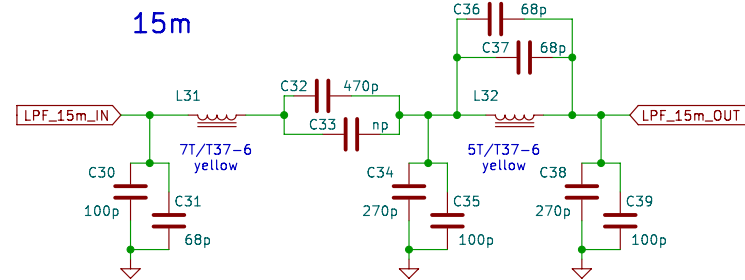 15m
C36 68p
C37 68p
L31
C32 470p
L32
LPF_15m_IN
C33 np
LPF_15m_OUT
7T/T37-6
yellow
5T/T37-6
yellow
C30
100p
C31
68p
C34
270p
C35
100p
C38
270p
C39
100p